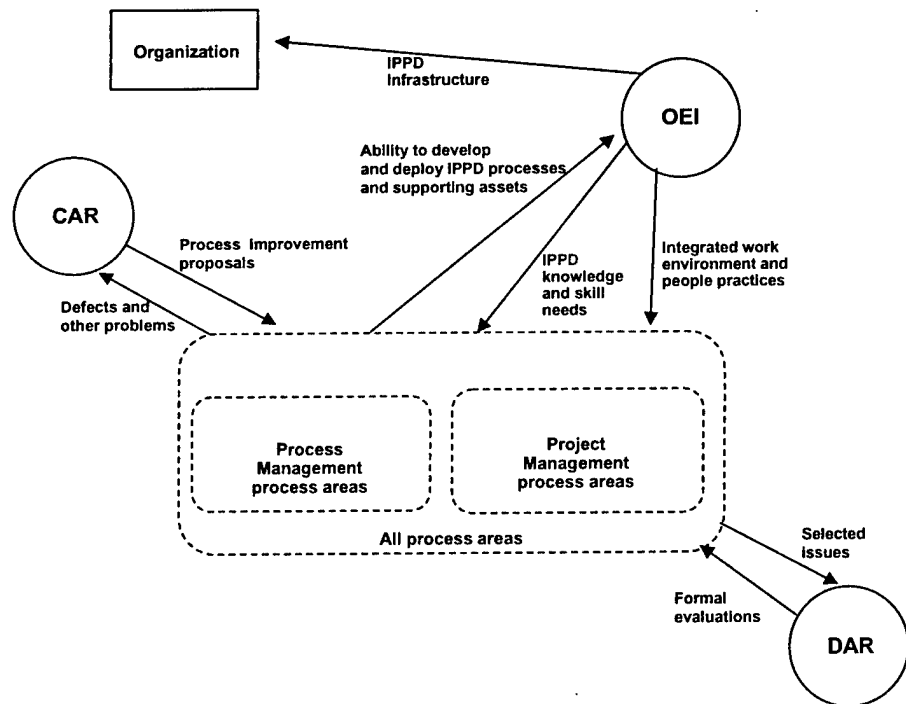 Organization
IPPD
Infrastructure
OEI
Ability to develop
and deploy IPPD processes
and supporting assets
CAR
Process Improvement
proposals
IPPD
knowledge
and skill
needs
Integrated work
environment and
people practices
Defects and
other problems
Process
Management
process areas
Project
Management
process areas
All process areas
Selected
issues
Formal
evaluations
DAR